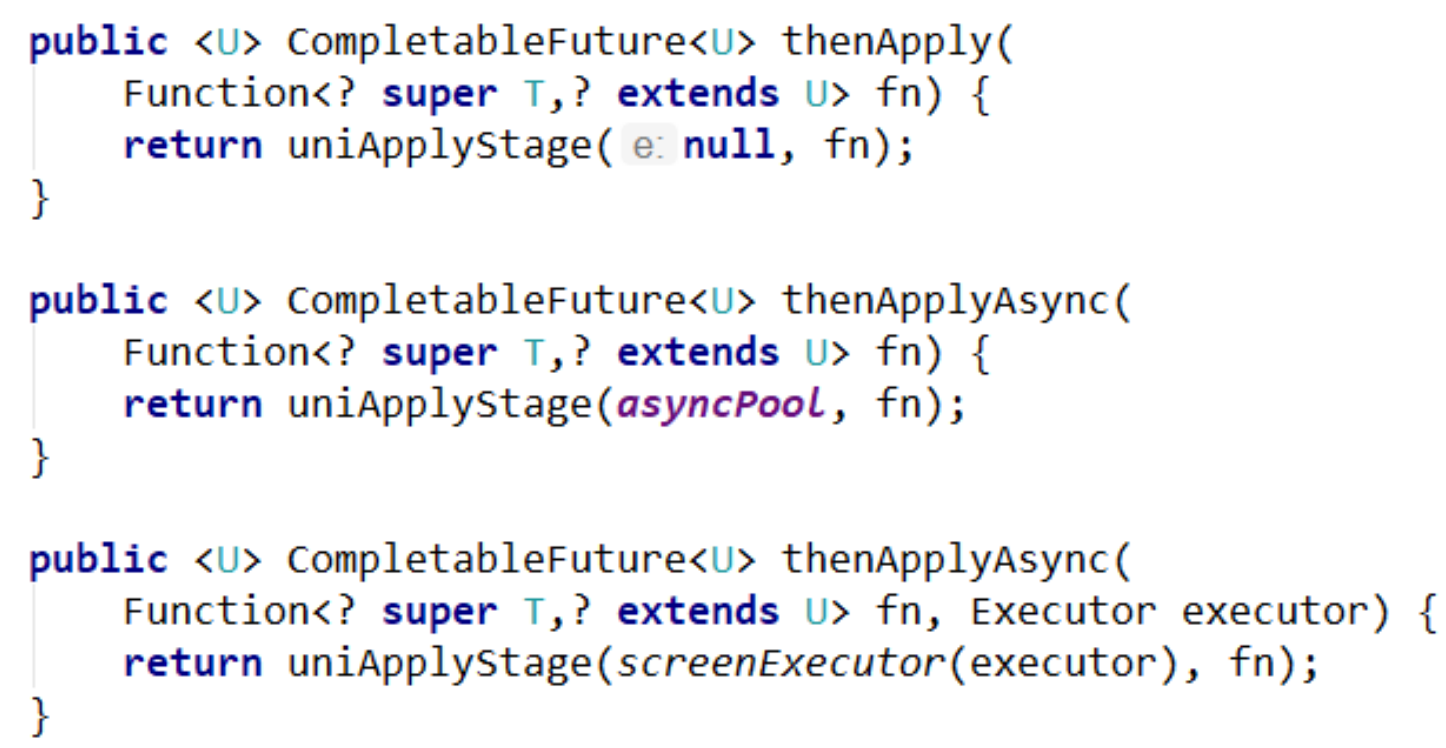 public <U> CompletableFuture<U> thenApply(
Function<? super T,? extends U> fn) {
return uniApplyStage( e: null, fn);
}
public <U> CompletableFuture<U> thenApplyAsync(
Function<? super T,? extends U> fn) {
return uniApplyStage(asyncPool, fn);
}
public <U> CompletableFuture<U> thenApplyAsync(
Function<? super T,? extends U> fn, Executor executor) {
return uniApplyStage(screenExecutor(executor), fn);
}